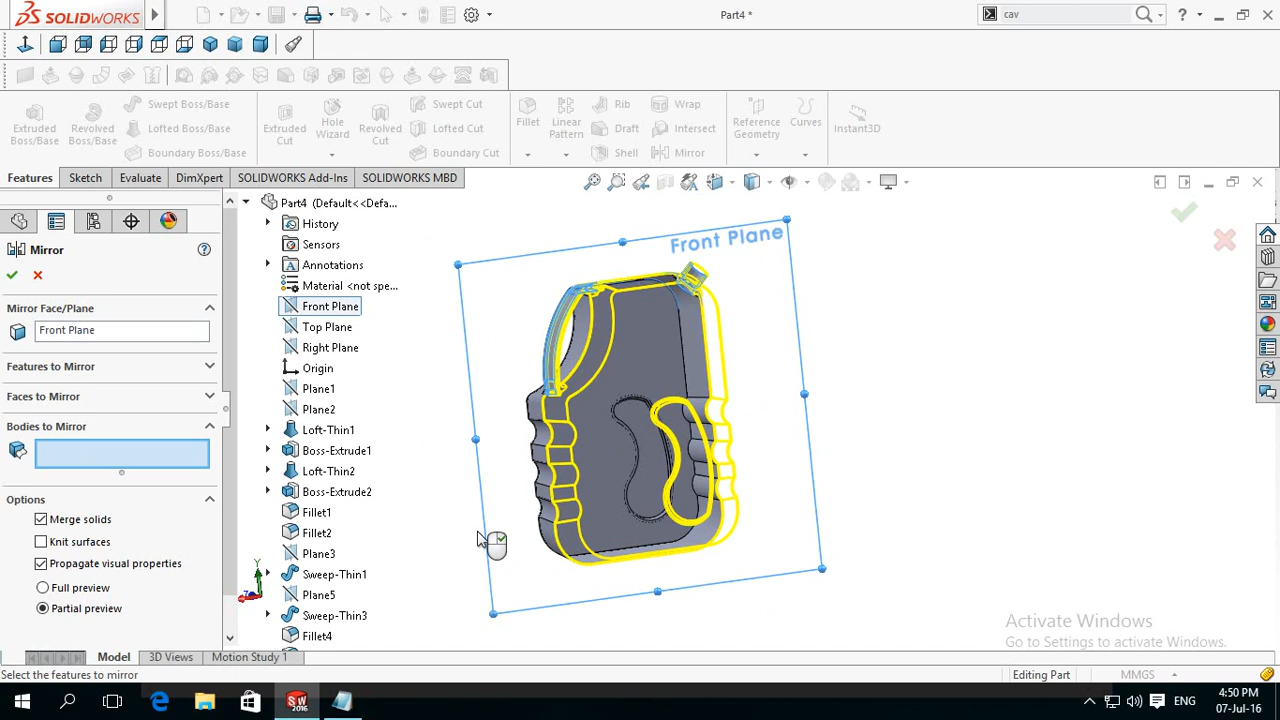 SOLIDWORKS
Part4 *
cav
?
Extruded Boss/Base
Revolved Boss/Base
Swept Boss/Base
Lofted Boss/Base
Boundary Boss/Base
Extruded Cut
Hole Wizard
Revolved Cut
Swept Cut
Lofted Cut
Boundary Cut
Fillet
Linear Pattern
Rib
Draft
Shell
Wrap
Intersect
Mirror
Reference Geometry
Curves
Instant3D
Features
Sketch
Evaluate
DimXpert
SOLIDWORKS Add-Ins
SOLIDWORKS MBD
Mirror
?
Mirror Face/Plane
Front Plane
Features to Mirror
Faces to Mirror
Bodies to Mirror
Options
Merge solids
Knit surfaces
Propagate visual properties
Full preview
Partial preview
Part4 (Default<<Defa...
History
Sensors
Annotations
Material <not spe...
Front Plane
Top Plane
Right Plane
Origin
Plane1
Plane2
Loft-Thin1
Boss-Extrude1
Loft-Thin2
Boss-Extrude2
Fillet1
Fillet2
Plane3
Sweep-Thin1
Plane5
Sweep-Thin3
Fillet4
Front Plane
Y
Activate Windows
Go to Settings to activate Windows.
Model
3D Views
Motion Study 1
Select the features to mirror
Editing Part
MMGS
SW
2016
ENG
4:50 PM
07-Jul-16